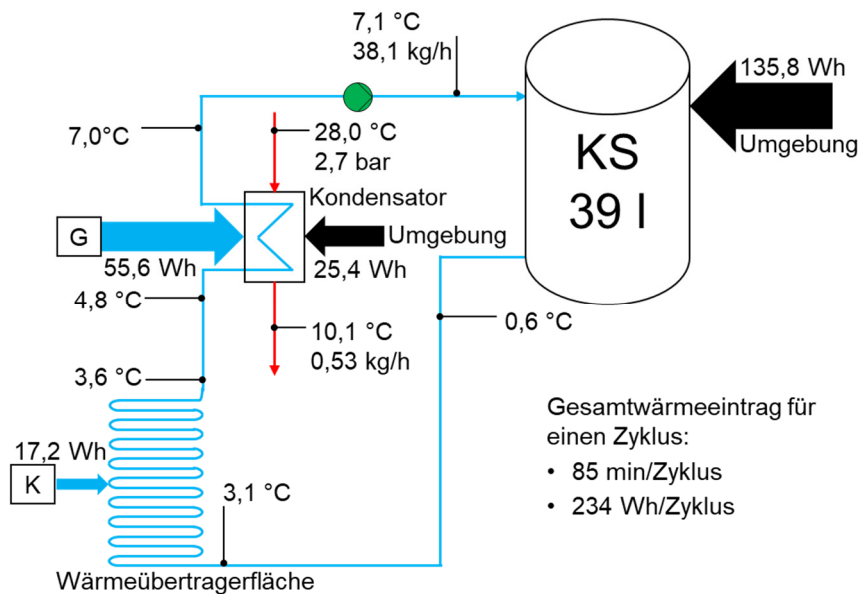 7,1 °C
38,1 kg/h
135,8 Wh
Umgebung
7,0°C
28,0 °C
2,7 bar
KS
39 l
Kondensator
G
Umgebung
55,6 Wh
25,4 Wh
4,8 °C
10,1 °C
0,53 kg/h
0,6 °C
3,6 °C
Gesamtwärmeeintrag für
einen Zyklus:
• 85 min/Zyklus
• 234 Wh/Zyklus
17,2 Wh
K
3,1 °C
Wärmeübertragerfläche